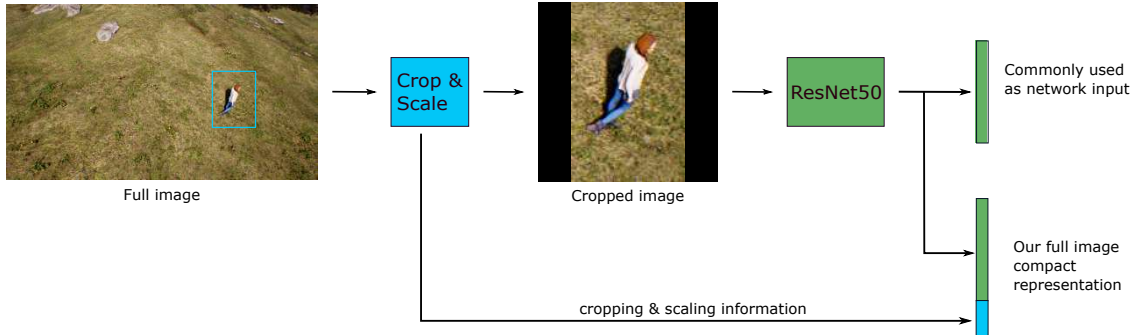 Full image
Crop &
Scale
Cropped image
ResNet50
Commonly used
as network input
Our full image
compact
representation
cropping & scaling information